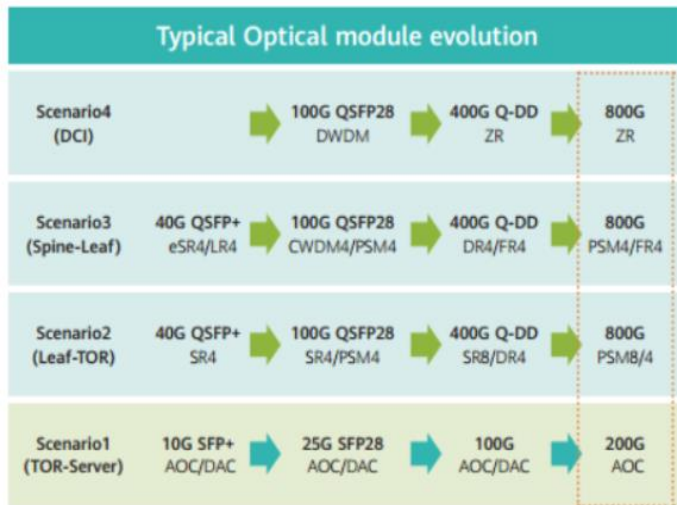 Typical Optical module evolution
Scenario4
(DCI)
100G QSFP28
DWDM
400G Q-DD
ZR
800G
ZR
Scenario3
(Spine-Leaf)
40G QSFP+
eSR4/LR4
100G QSFP28
CWDM4/PSM4
400G Q-DD
DR4/FR4
800G
PSM4/FR4
Scenario2
(Leaf-TOR)
40G QSFP+
SR4
100G QSFP28
SR4/PSM4
400G Q-DD
SR8/DR4
800G
PSM8/4
Scenario1
(TOR-Server)
10G SFP+
AOC/DAC
25G SFP28
AOC/DAC
100G
AOC/DAC
200G
AOC